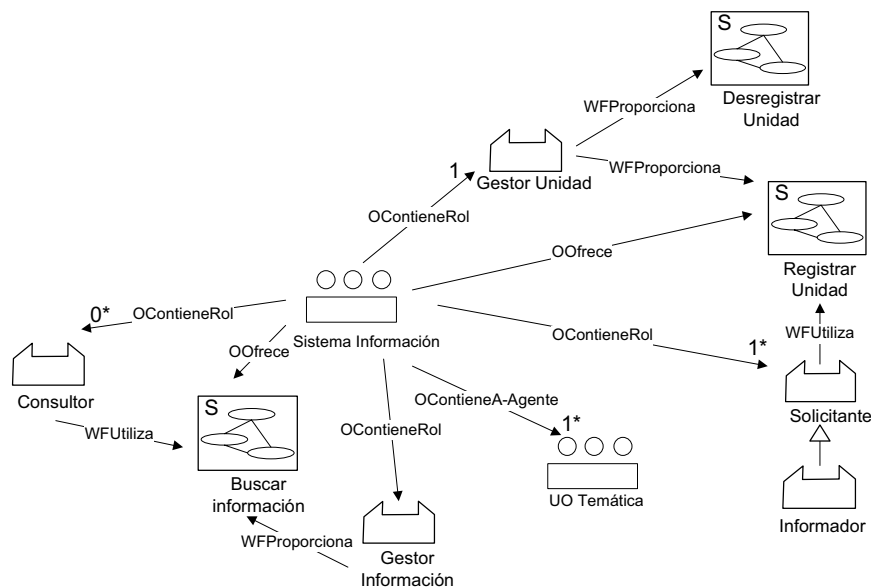 S
Desregistrar
Unidad
WFProporciona
1
Gestor Unidad
WFProporciona
S
Registrar
Unidad
OContieneRol
OOfrece
Sistema Información
0*
OContieneRol
OOfrece
OContieneRol
1*
WFUtiliza
Consultor
WFUtiliza
S
Buscar
información
OContieneRol
OContieneA-Agente
1*
UO Temática
Solicitante
Informador
WFProporciona
Gestor
Información